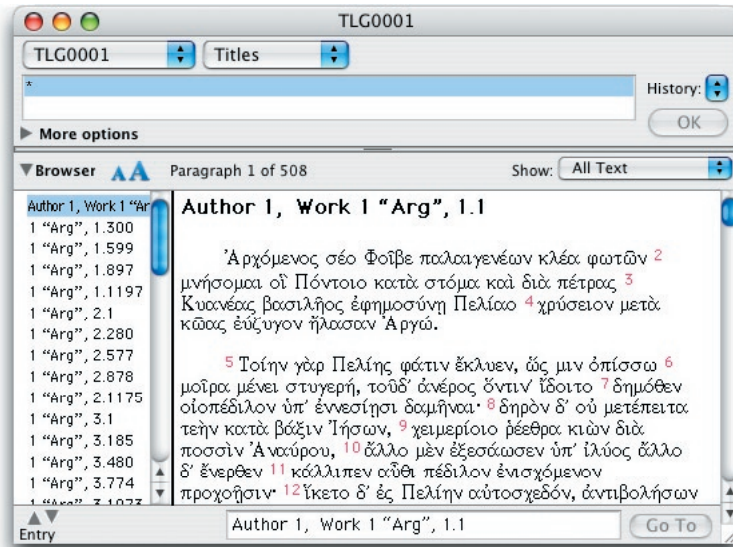 TLG0001
TLG0001 Titles
*
History:
OK
More options
Browser AA Paragraph 1 of 508 Show: All Text
Author 1, Work 1 "Ar
1 "Arg", 1.300
1 "Arg", 1.599
1 "Arg", 1.897
1 "Arg", 1.1197
1 "Arg", 2.1
1 "Arg", 2.280
1 "Arg", 2.577
1 "Arg", 2.878
1 "Arg", 2.1175
1 "Arg", 3.1
1 "Arg", 3.185
1 "Arg", 3.480
1 "Arg", 3.774
1 "Arg", 3.1073
Author 1, Work 1 "Arg", 1.1
Ἀρχόμενος σέο Φοῖβε παλαιγενέων κλέα φωτῶν 2
μνήσομαι οἳ Πόντοιο κατὰ στόμα καὶ διὰ πέτρας 3
Κυανέας βασιλῆος ἐφημοσύνῃ Πελίαο 4 χρύσειον μετὰ
κῶας ἐύζυγον ἤλασαν Ἀργώ.
5 Τοίην γὰρ Πελίης φάτιν ἔκλυεν, ὥς μιν ὀπίσσω 6
μοῖρα μένει στυγερή, τοῦδ᾽ ἀνέρος ὅντιν᾽ ἴδοιτο 7 δημόθεν
οἰοπέδιλον ὑπ᾽ ἐννεσίῃσι δαμῆναι· 8 δηρὸν δ᾽ οὐ μετέπειτα
τεὴν κατὰ βάξιν Ἰήσων, 9 χειμερίοιο ῥέεθρα κιὼν διὰ
ποσσὶν Ἀναύρου, 10 ἄλλο μὲν ἐξεσάωσεν ὑπ᾽ ἰλύος ἄλλο
δ᾽ ἔνερθεν 11 κάλλιπεν αὖθι πέδιλον ἐνισχόμενον
προχοῇσιν· 12 ἵκετο δ᾽ ἐς Πελίην αὐτοσχεδόν, ἀντιβολήσων
Entry
Author 1, Work 1 "Arg", 1.1 Go To